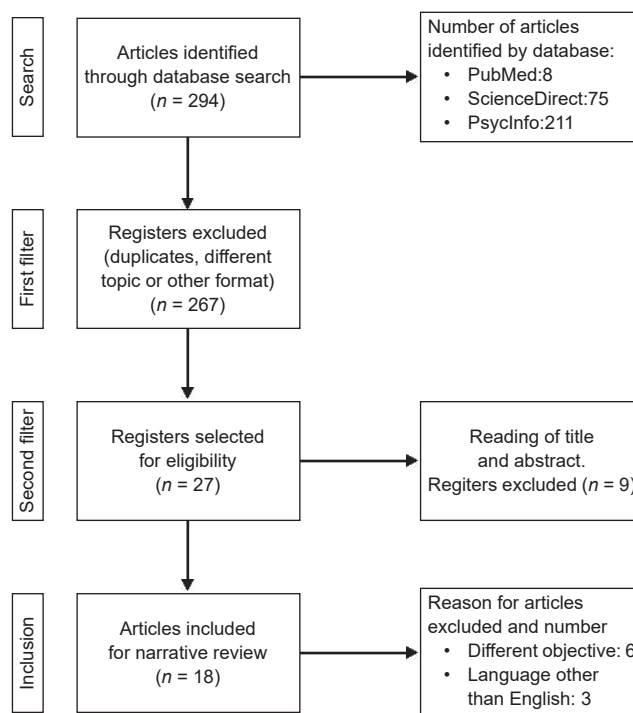 Search
Articles identified
through database search
(n = 294)
Number of articles
identified by database:
• PubMed:8
• ScienceDirect:75
• PsycInfo:211
First filter
Registers excluded
(duplicates, different
topic or other format)
(n = 267)
Second filter
Registers selected
for eligibility
(n = 27)
Reading of title
and abstract.
Regiters excluded (n = 9)
Inclusion
Articles included
for narrative review
(n = 18)
Reason for articles
excluded and number
• Different objective: 6
• Language other
than English: 3